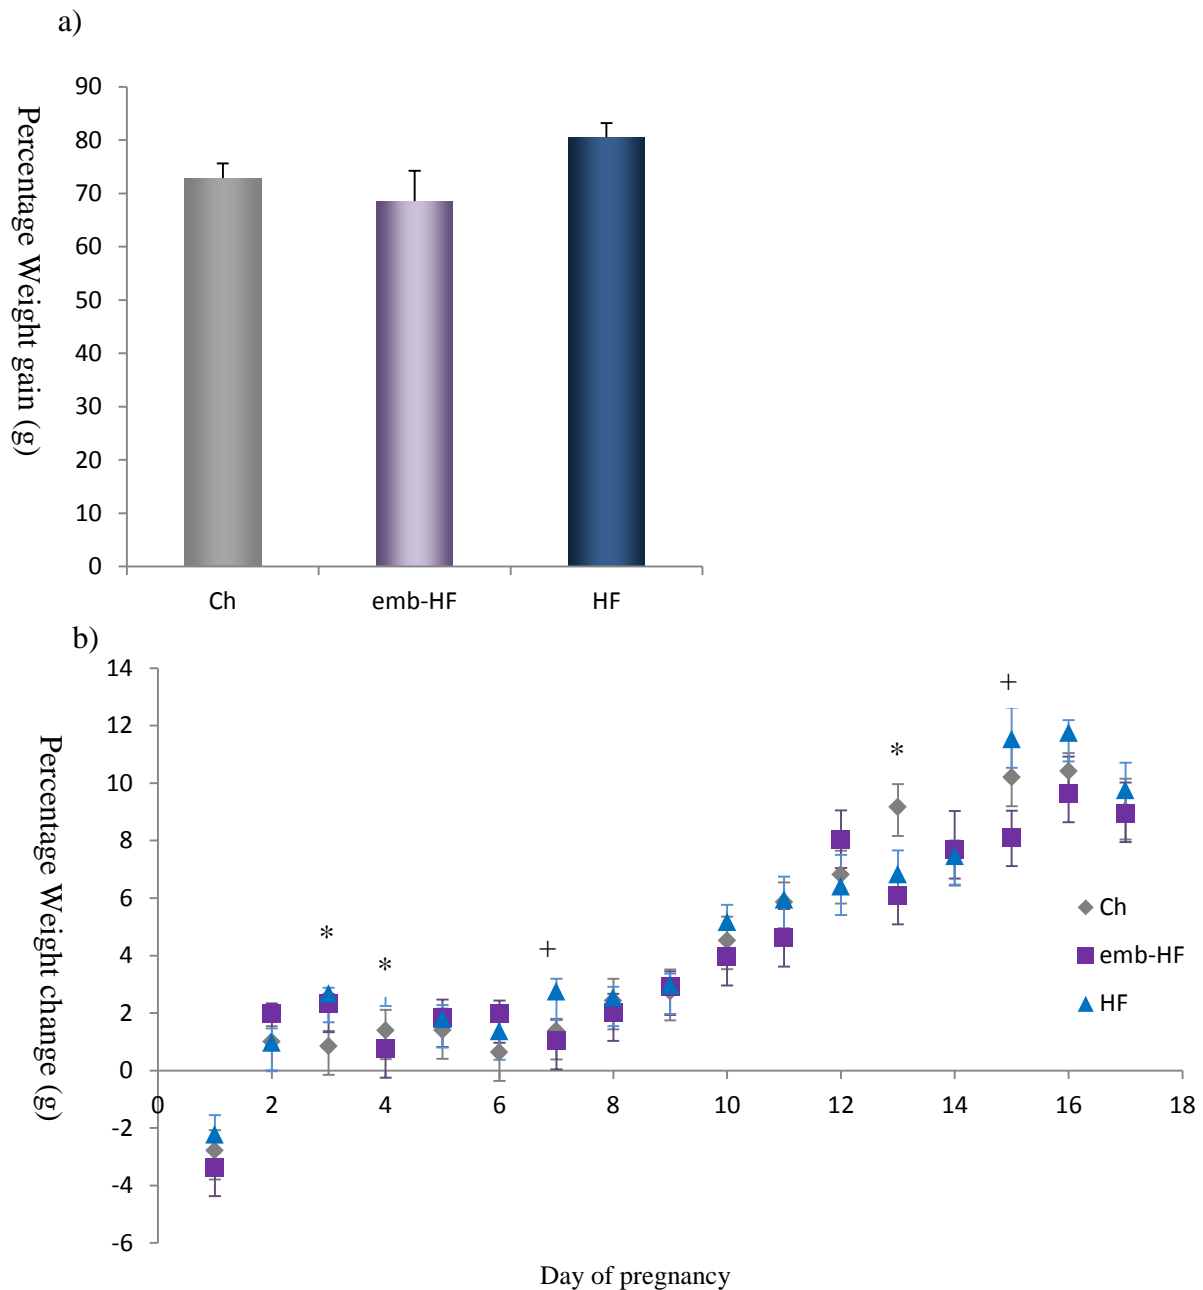 a)
Percentage Weight gain (g)
90
80
70
60
50
40
30
20
10
0
Ch emb-HF HF
b)
Percentage Weight change (g)
14
12
10
8
6
4
2
0
-2
-4
-6
0 2 4 6 8 10 12 14 16 18
*
*
+
*
+
Ch
emb-HF
HF
Day of pregnancy